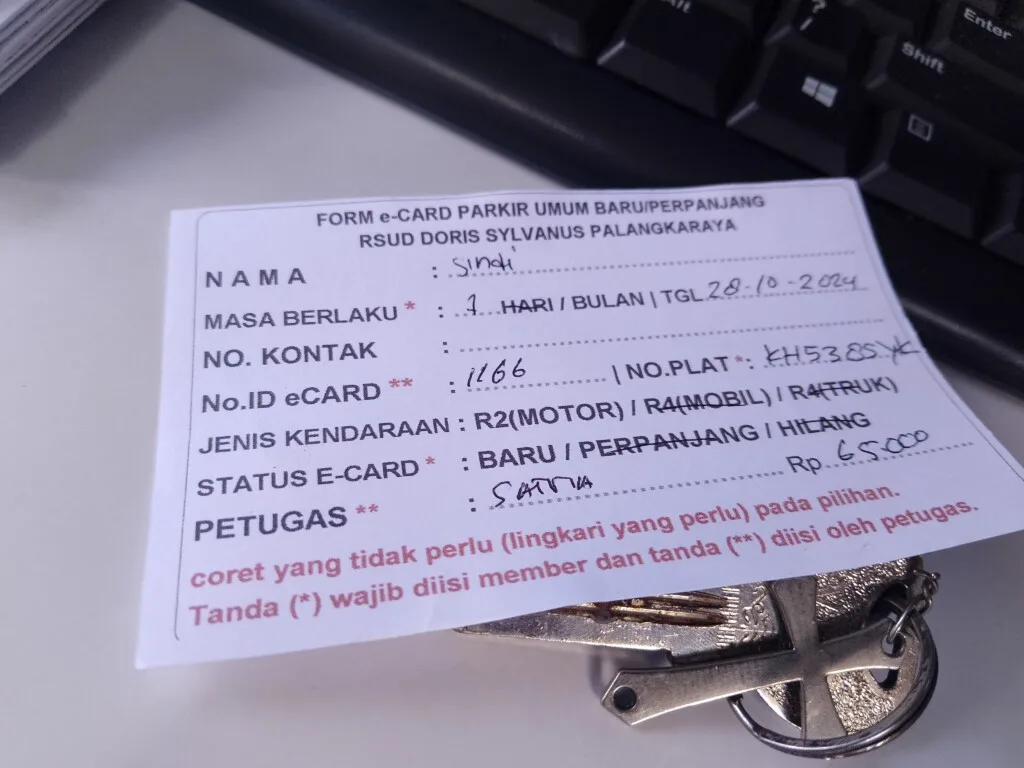 FORM e-CARD PARKIR UMUM BARU/PERPANJANG
RSUD DORIS SYLVANUS PALANGKARAYA
NAMA : Sindi
MASA BERLAKU * : 1 HARI / BULAN | TGL 28-10-2024
NO. KONTAK :
No.ID eCARD ** : 1166 | NO.PLAT *: KH5385YK
JENIS KENDARAAN : R2(MOTOR) / R4(MOBIL) / R4(TRUK)
STATUS E-CARD * : BARU / PERPANJANG / HILANG
PETUGAS ** : SATRIA Rp 65000
coret yang tidak perlu (lingkari yang perlu) pada pilihan.
Tanda (*) wajib diisi member dan tanda (**) diisi oleh petugas.
Alt
?
/
Enter
Shift